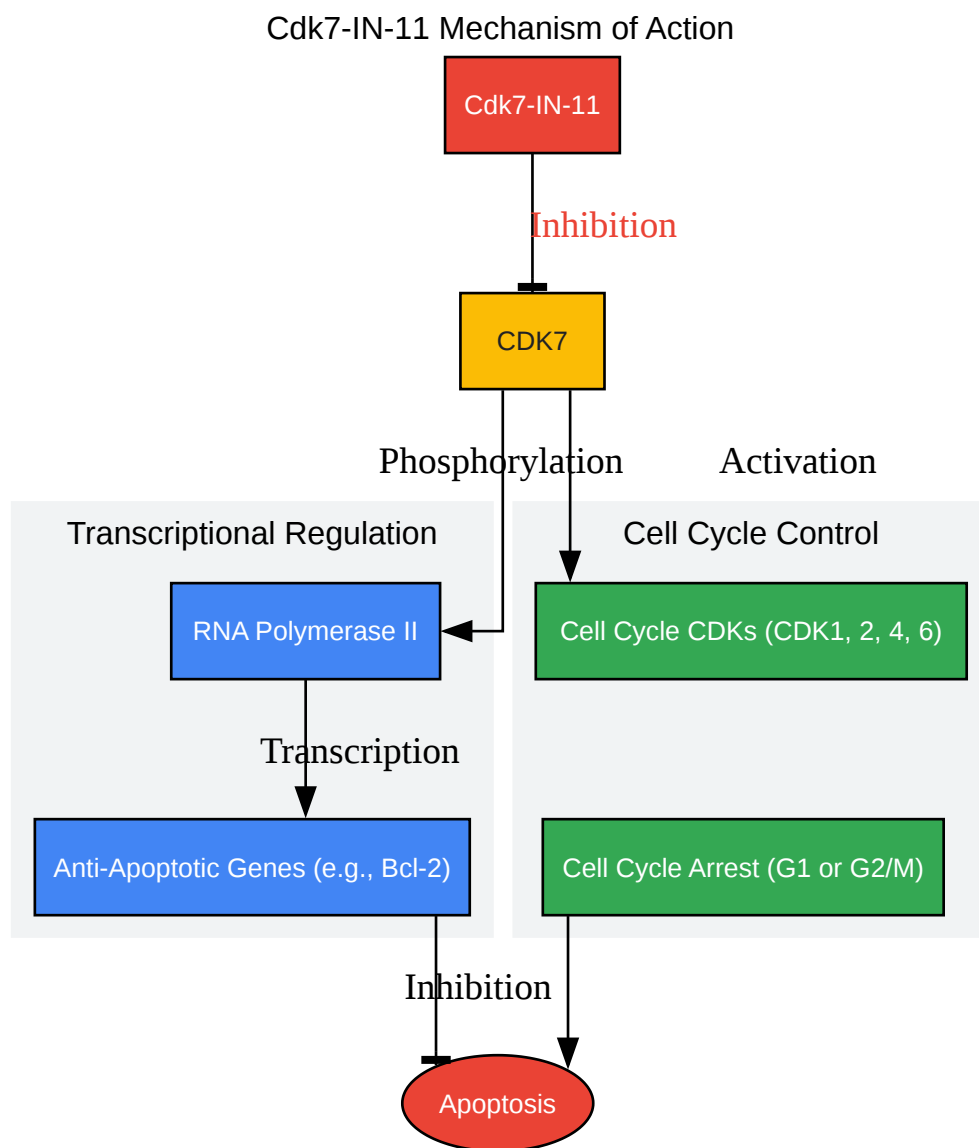 Cdk7-IN-11 Mechanism of Action
Cdk7-IN-11
Inhibition
CDK7
Phosphorylation
Activation
Transcriptional Regulation
Cell Cycle Control
RNA Polymerase II
Cell Cycle CDKs (CDK1, 2, 4, 6)
Transcription
Anti-Apoptotic Genes (e.g., Bcl-2)
Cell Cycle Arrest (G1 or G2/M)
Inhibition
Apoptosis